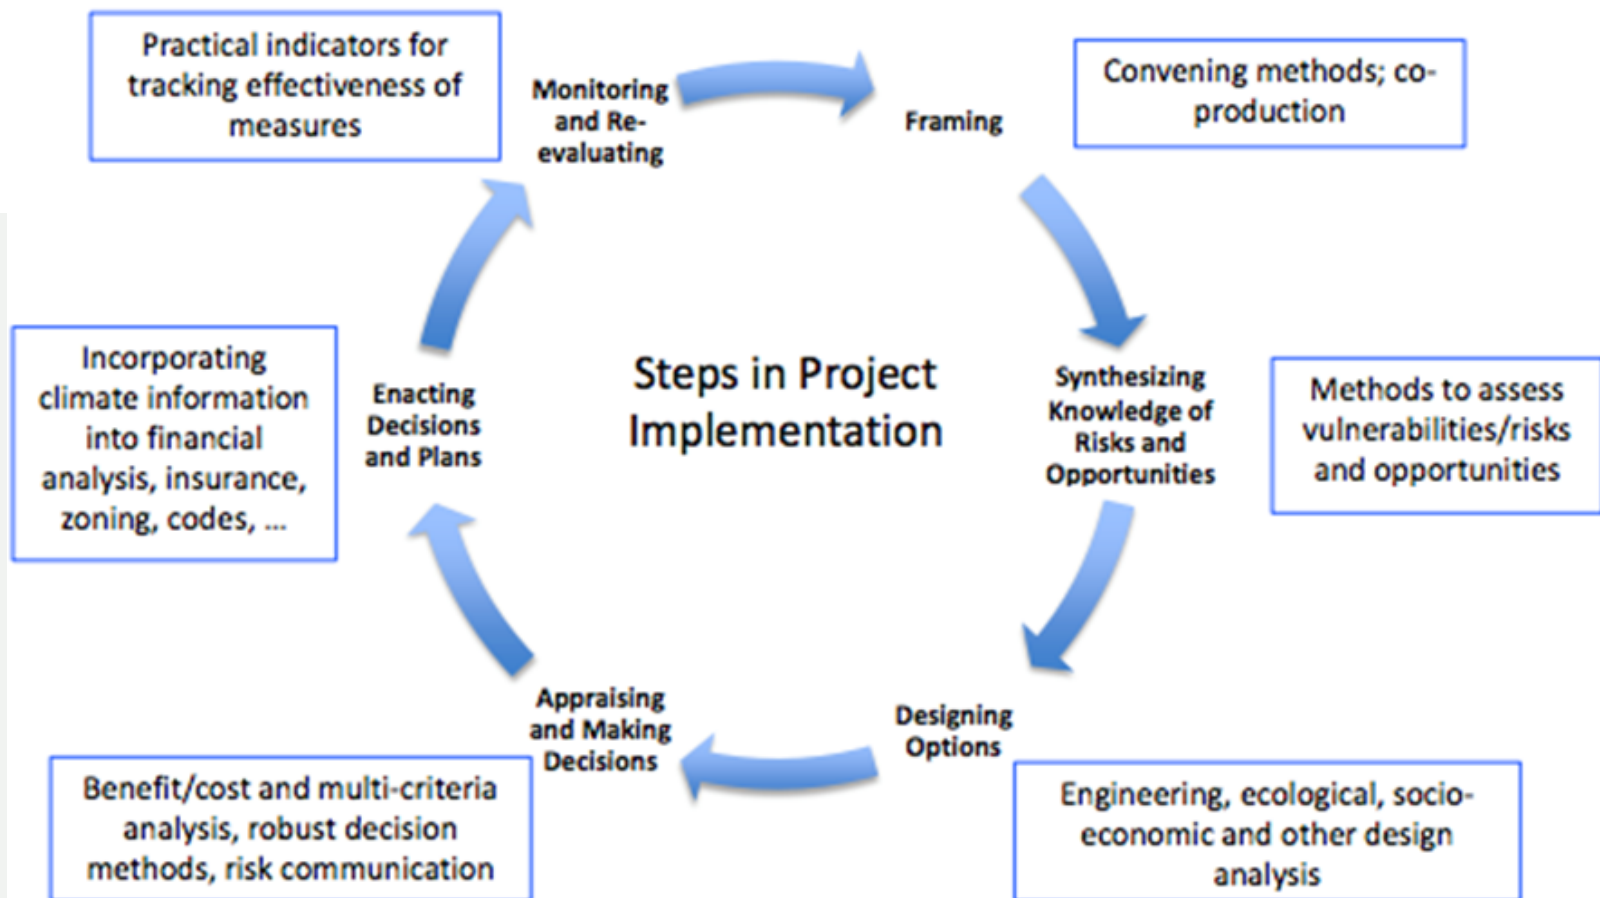 Practical indicators for
tracking effectiveness of
measures
Monitoring
and Re-
evaluating
Framing
Convening methods; co-
production
Incorporating
climate information
into financial
analysis, insurance,
zoning, codes, ...
Enacting
Decisions
and Plans
Steps in Project
Implementation
Synthesizing
Knowledge of
Risks and
Opportunities
Methods to assess
vulnerabilities/risks
and opportunities
Appraising
and Making
Decisions
Designing
Options
Benefit/cost and multi-criteria
analysis, robust decision
methods, risk communication
Engineering, ecological, socio-
economic and other design
analysis